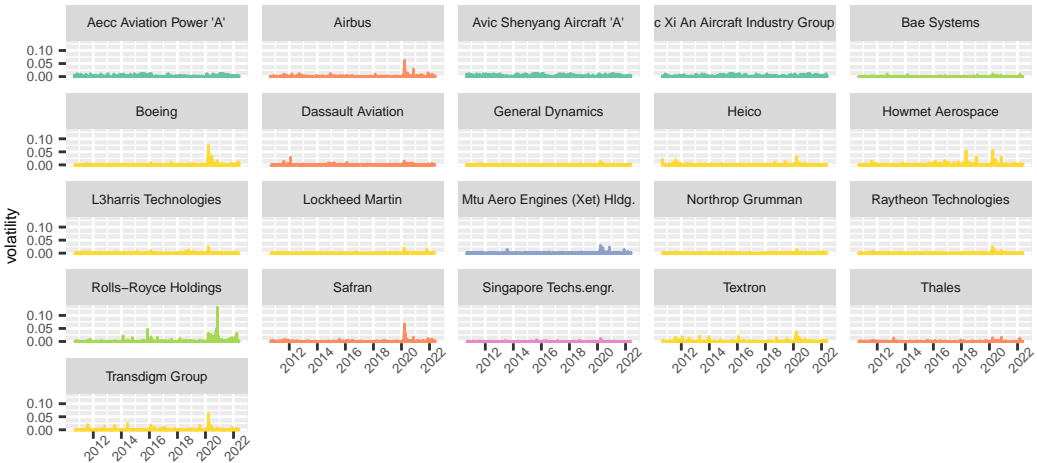 Aecc Aviation Power 'A' Airbus Avic Shenyang Aircraft 'A' c Xi An Aircraft Industry Group Bae Systems
0.10
0.05
0.00
Boeing Dassault Aviation General Dynamics Heico Howmet Aerospace
0.10
0.05
0.00
L3harris Technologies Lockheed Martin Mtu Aero Engines (Xet) Hldg. Northrop Grumman Raytheon Technologies
0.10
0.05
0.00
volatility
Rolls−Royce Holdings Safran Singapore Techs.engr. Textron Thales
0.10
0.05
0.00
2012 2014 2016 2018 2020 2022 2012 2014 2016 2018 2020 2022 2012 2014 2016 2018 2020 2022 2012 2014 2016 2018 2020 2022
Transdigm Group
0.10
0.05
0.00
2012 2014 2016 2018 2020 2022